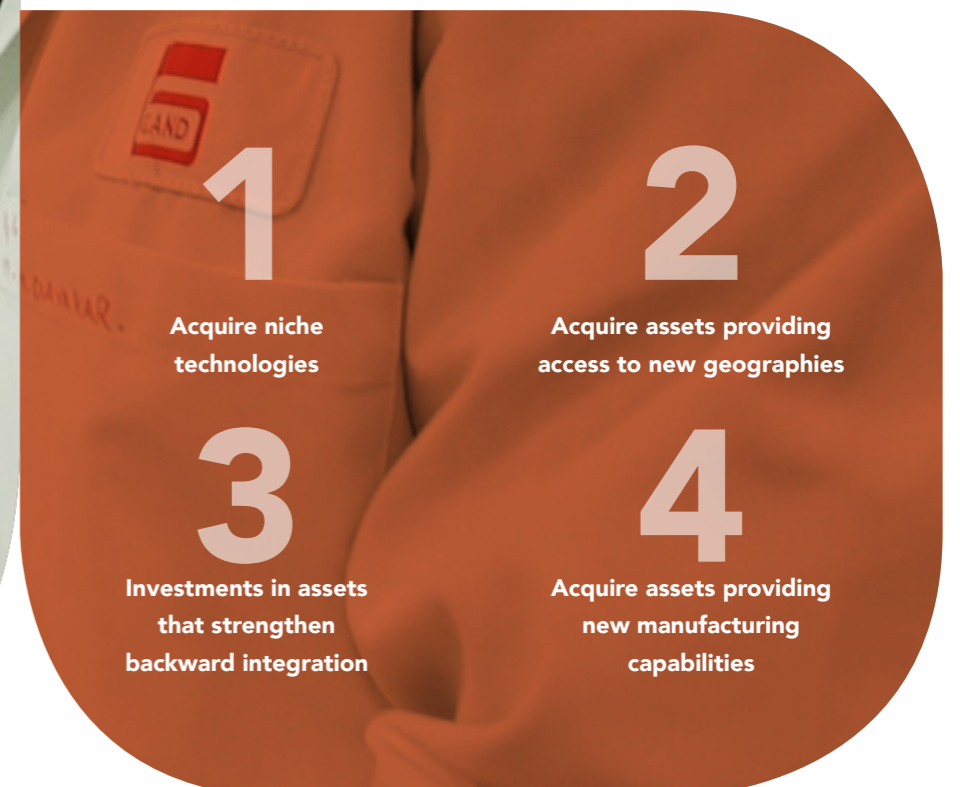 LAND
1
Acquire niche
technologies
2
Acquire assets providing
access to new geographies
3
Investments in assets
that strengthen
backward integration
4
Acquire assets providing
new manufacturing
capabilities